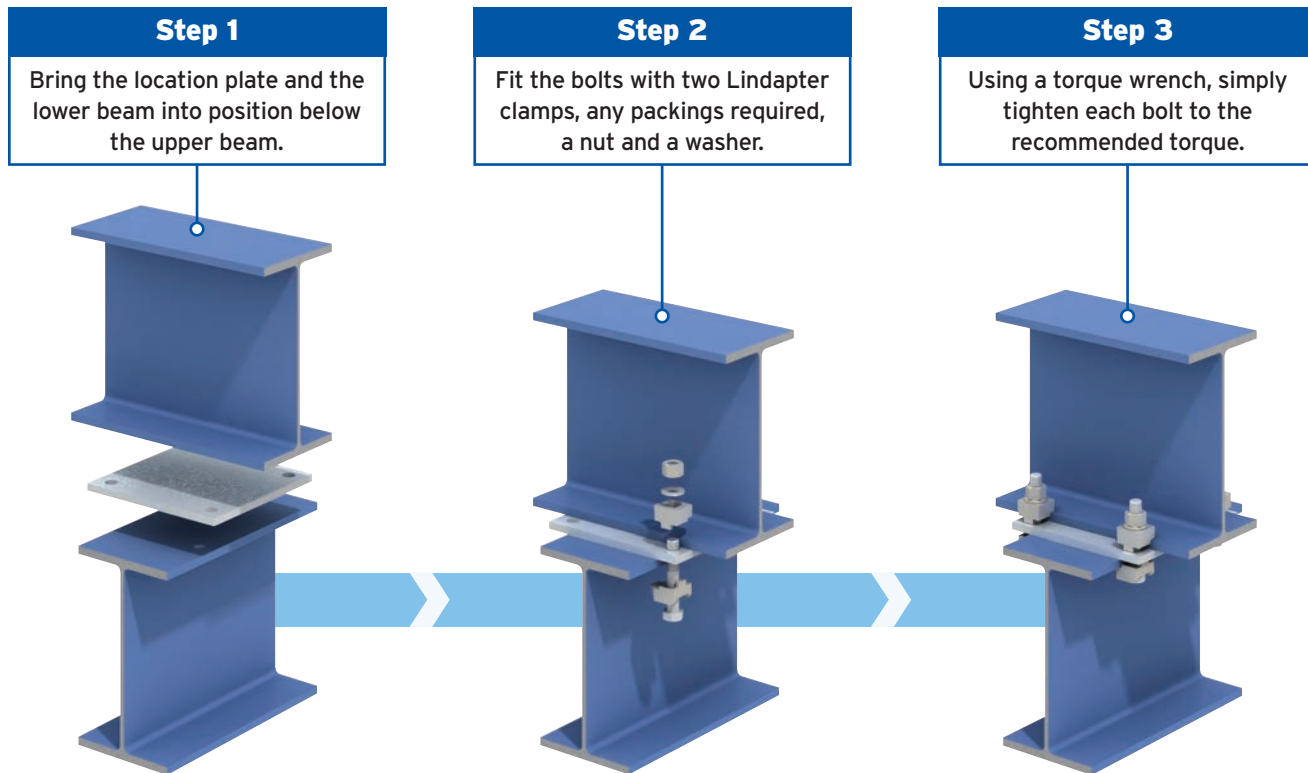 Step 1
Bring the location plate and the
lower beam into position below
the upper beam.
Step 2
Fit the bolts with two Lindapter
clamps, any packings required,
a nut and a washer.
Step 3
Using a torque wrench, simply
tighten each bolt to the
recommended torque.